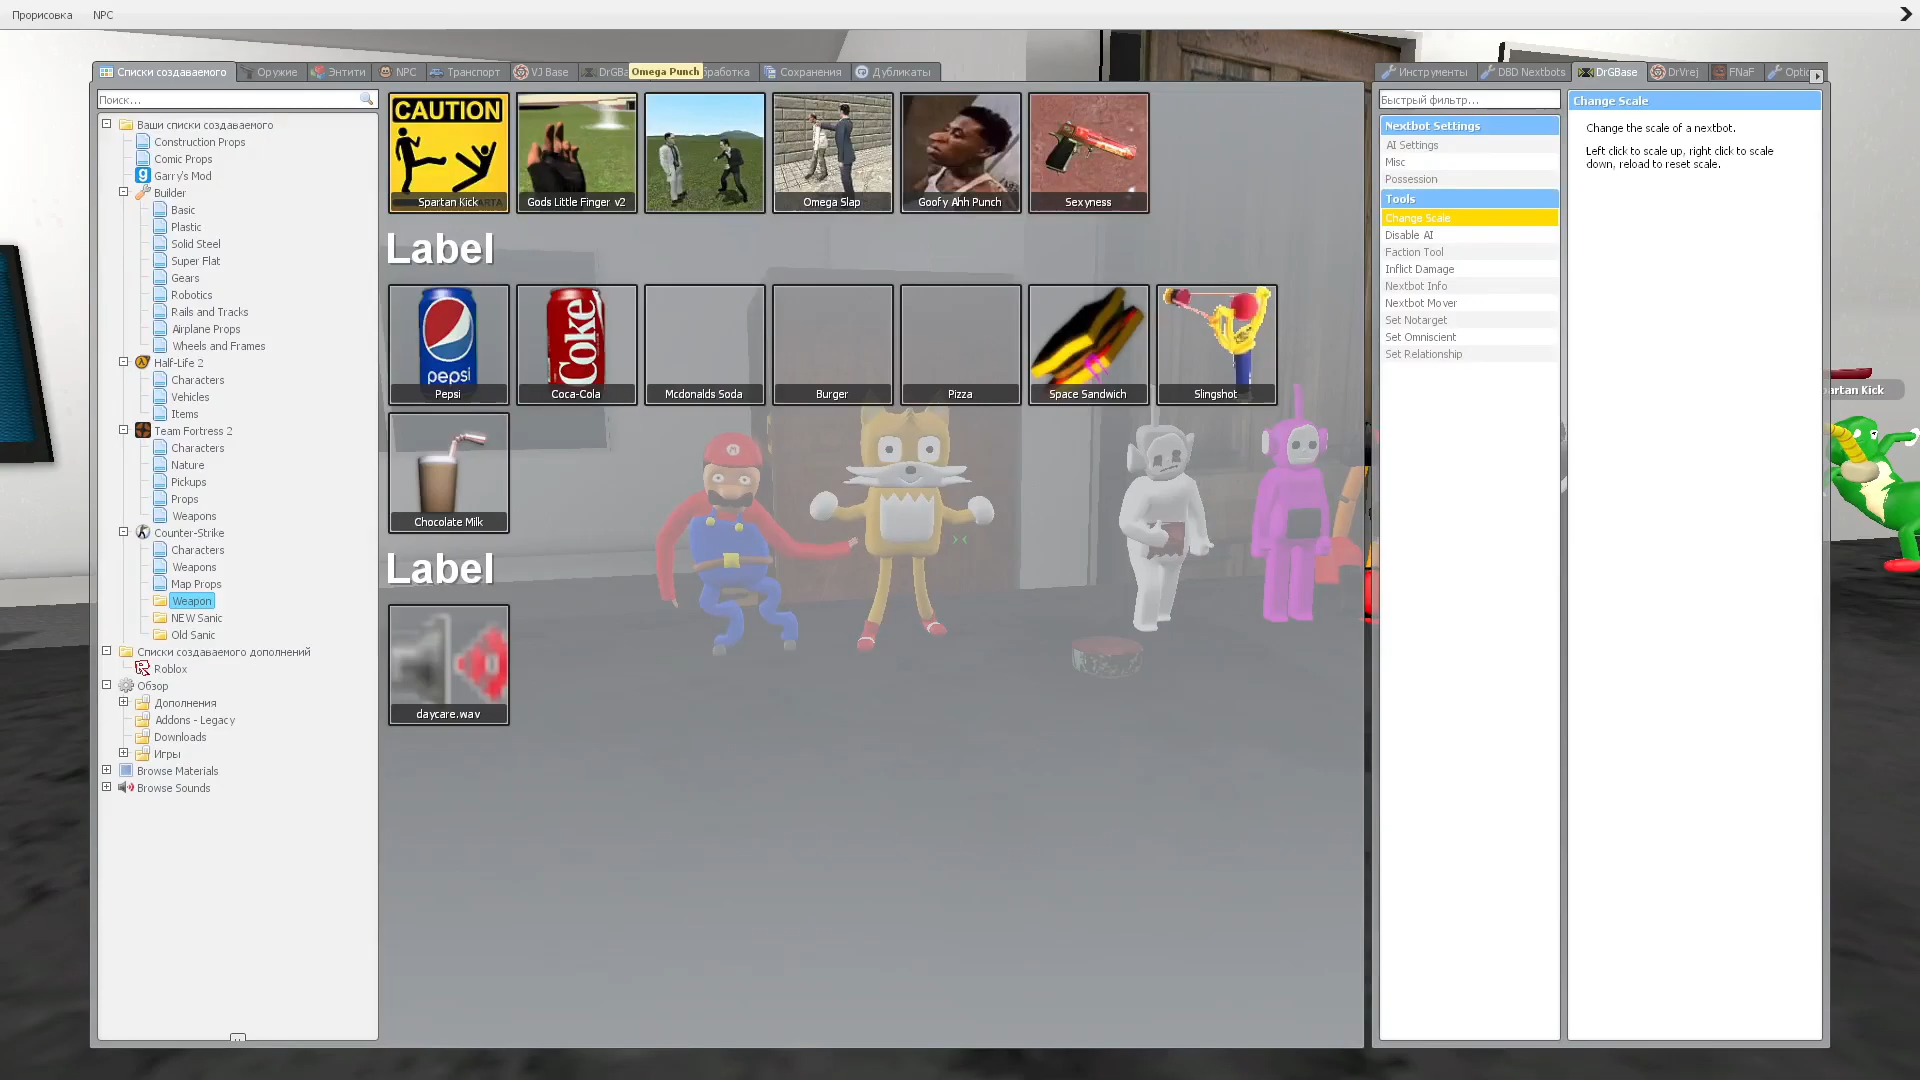 Прорисовка
NPC
Списки создаваемого
Оружие
Энтити
NPC
Транспорт
VJ Base
DrGBa
Omega Punch
бработка
Сохранения
Дубликаты
Инструменты
DBD Nextbots
DrGBase
DrVrej
FNaF
Optio
Поиск...
Ваши списки создаваемого
Construction Props
Comic Props
Garry's Mod
Builder
Basic
Plastic
Solid Steel
Super Flat
Gears
Robotics
Rails and Tracks
Airplane Props
Wheels and Frames
Half-Life 2
Characters
Vehicles
Items
Team Fortress 2
Characters
Nature
Pickups
Props
Weapons
Counter-Strike
Characters
Weapons
Map Props
Weapon
NEW Sanic
Old Sanic
Списки создаваемого дополнений
Roblox
Обзор
Дополнения
Addons - Legacy
Downloads
Игры
Browse Materials
Browse Sounds
CAUTION
Spartan Kick
Gods Little Finger v2
Omega Slap
Goofy Ahh Punch
Sexyness
Label
pepsi
Coke
Pepsi
Coca-Cola
Mcdonalds Soda
Burger
Pizza
Space Sandwich
Slingshot
Chocolate Milk
Label
daycare.wav
Быстрый фильтр...
Nextbot Settings
AI Settings
Misc
Possession
Tools
Change Scale
Disable AI
Faction Tool
Inflict Damage
Nextbot Info
Nextbot Mover
Set Notarget
Set Omniscient
Set Relationship
Change Scale
Change the scale of a nextbot.
Left click to scale up, right click to scale
down, reload to reset scale.
partan Kick